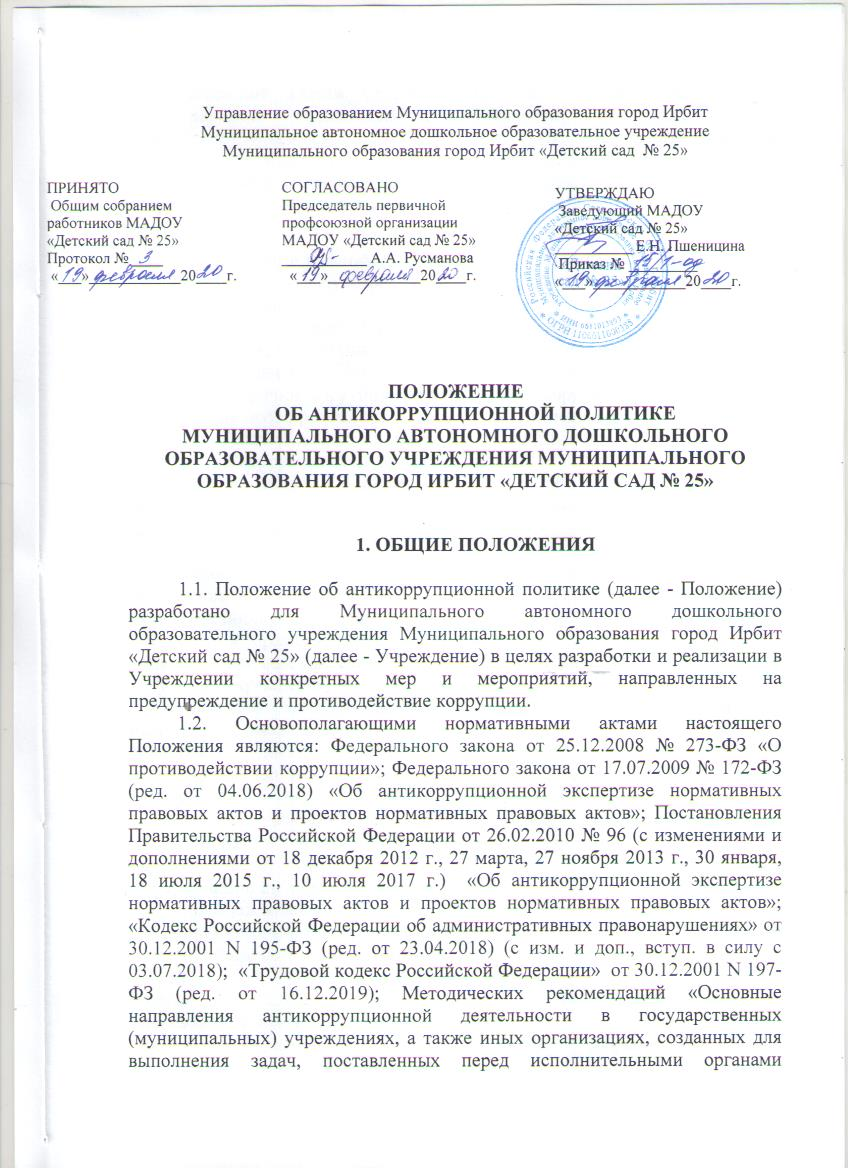 Управление образованием Муниципального образования город Ирбит
Муниципальное автономное дошкольное образовательное учреждение
Муниципального образования город Ирбит «Детский сад № 25»
ПРИНЯТО
Общим собранием
работников МАДОУ
«Детский сад № 25»
Протокол № 3
«19» февраля 2020 г.
СОГЛАСОВАНО
Председатель первичной
профсоюзной организации
МАДОУ «Детский сад № 25»
А.А. Русманова
«19» февраля 2020 г.
УТВЕРЖДАЮ
Заведующий МАДОУ
«Детский сад № 25»
Е.Н. Пшеницина
Приказ № 15/1-од
«19» февраля 2020 г.
ПОЛОЖЕНИЕ
ОБ АНТИКОРРУПЦИОННОЙ ПОЛИТИКЕ
МУНИЦИПАЛЬНОГО АВТОНОМНОГО ДОШКОЛЬНОГО
ОБРАЗОВАТЕЛЬНОГО УЧРЕЖДЕНИЯ МУНИЦИПАЛЬНОГО
ОБРАЗОВАНИЯ ГОРОД ИРБИТ «ДЕТСКИЙ САД № 25»
1. ОБЩИЕ ПОЛОЖЕНИЯ
1.1. Положение об антикоррупционной политике (далее - Положение)
разработано для Муниципального автономного дошкольного
образовательного учреждения Муниципального образования город Ирбит
«Детский сад № 25» (далее - Учреждение) в целях разработки и реализации в
Учреждении конкретных мер и мероприятий, направленных на
предупреждение и противодействие коррупции.
1.2. Основополагающими нормативными актами настоящего
Положения являются: Федерального закона от 25.12.2008 № 273-ФЗ «О
противодействии коррупции»; Федерального закона от 17.07.2009 № 172-ФЗ
(ред. от 04.06.2018) «Об антикоррупционной экспертизе нормативных
правовых актов и проектов нормативных правовых актов»; Постановления
Правительства Российской Федерации от 26.02.2010 № 96 (с изменениями и
дополнениями от 18 декабря 2012 г., 27 марта, 27 ноября 2013 г., 30 января,
18 июля 2015 г., 10 июля 2017 г.) «Об антикоррупционной экспертизе
нормативных правовых актов и проектов нормативных правовых актов»;
«Кодекс Российской Федерации об административных правонарушениях» от
30.12.2001 N 195-ФЗ (ред. от 23.04.2018) (с изм. и доп., вступ. в силу с
03.07.2018); «Трудовой кодекс Российской Федерации» от 30.12.2001 N 197-
ФЗ (ред. от 16.12.2019); Методических рекомендаций «Основные
направления антикоррупционной деятельности в государственных
(муниципальных) учреждениях, а также иных организациях, созданных для
выполнения задач, поставленных перед исполнительными органами